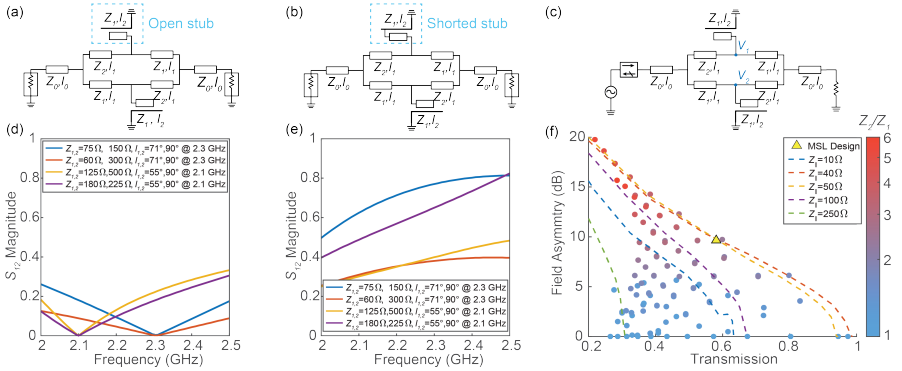 (a)
Z₁,l₂
Open stub
Z₂,l₁
Z₁,l₁
Z₀,l₀
Z₀,l₀
Z₁,l₁
Z₂,l₁
Z₁, l₂
(b)
Z₁,l₂
Shorted stub
Z₂,l₁
Z₁,l₁
Z₀,l₀
Z₀,l₀
Z₁,l₁
Z₂,l₁
Z₁,l₂
(c)
Z₁,l₂
V₁
Z₂,l₁
Z₁,l₁
Z₀,l₀
Z₀,l₀
V₂
Z₁,l₁
Z₂,l₁
Z₁,l₂
(d)
1
0.8
0.6
0.4
0.2
0
S₁₂ Magnitude
Z₁,₂=75Ω, 150Ω, l₁,₂=71°,90° @ 2.3 GHz
Z₁,₂=60Ω, 300Ω, l₁,₂=71°,90° @ 2.3 GHz
Z₁,₂=125Ω,500Ω, l₁,₂=55°,90° @ 2.1 GHz
Z₁,₂=180Ω,225Ω, l₁,₂=55°,90° @ 2.1 GHz
2 2.1 2.2 2.3 2.4 2.5
Frequency (GHz)
(e)
1
0.8
0.6
0.4
0.2
0
S₁₂ Magnitude
Z₁,₂=75Ω, 150Ω, l₁,₂=71°,90° @ 2.3 GHz
Z₁,₂=60Ω, 300Ω, l₁,₂=71°,90° @ 2.3 GHz
Z₁,₂=125Ω,500Ω, l₁,₂=55°,90° @ 2.1 GHz
Z₁,₂=180Ω,225Ω, l₁,₂=55°,90° @ 2.1 GHz
2 2.1 2.2 2.3 2.4 2.5
Frequency (GHz)
(f)
20
15
10
5
0
Field Asymmtry (dB)
MSL Design
=10Ω
=40Ω
=50Ω
=100Ω
=250Ω
0.2 0.4 0.6 0.8 1
Transmission
Z₂/Z₁
6
5
4
3
2
1